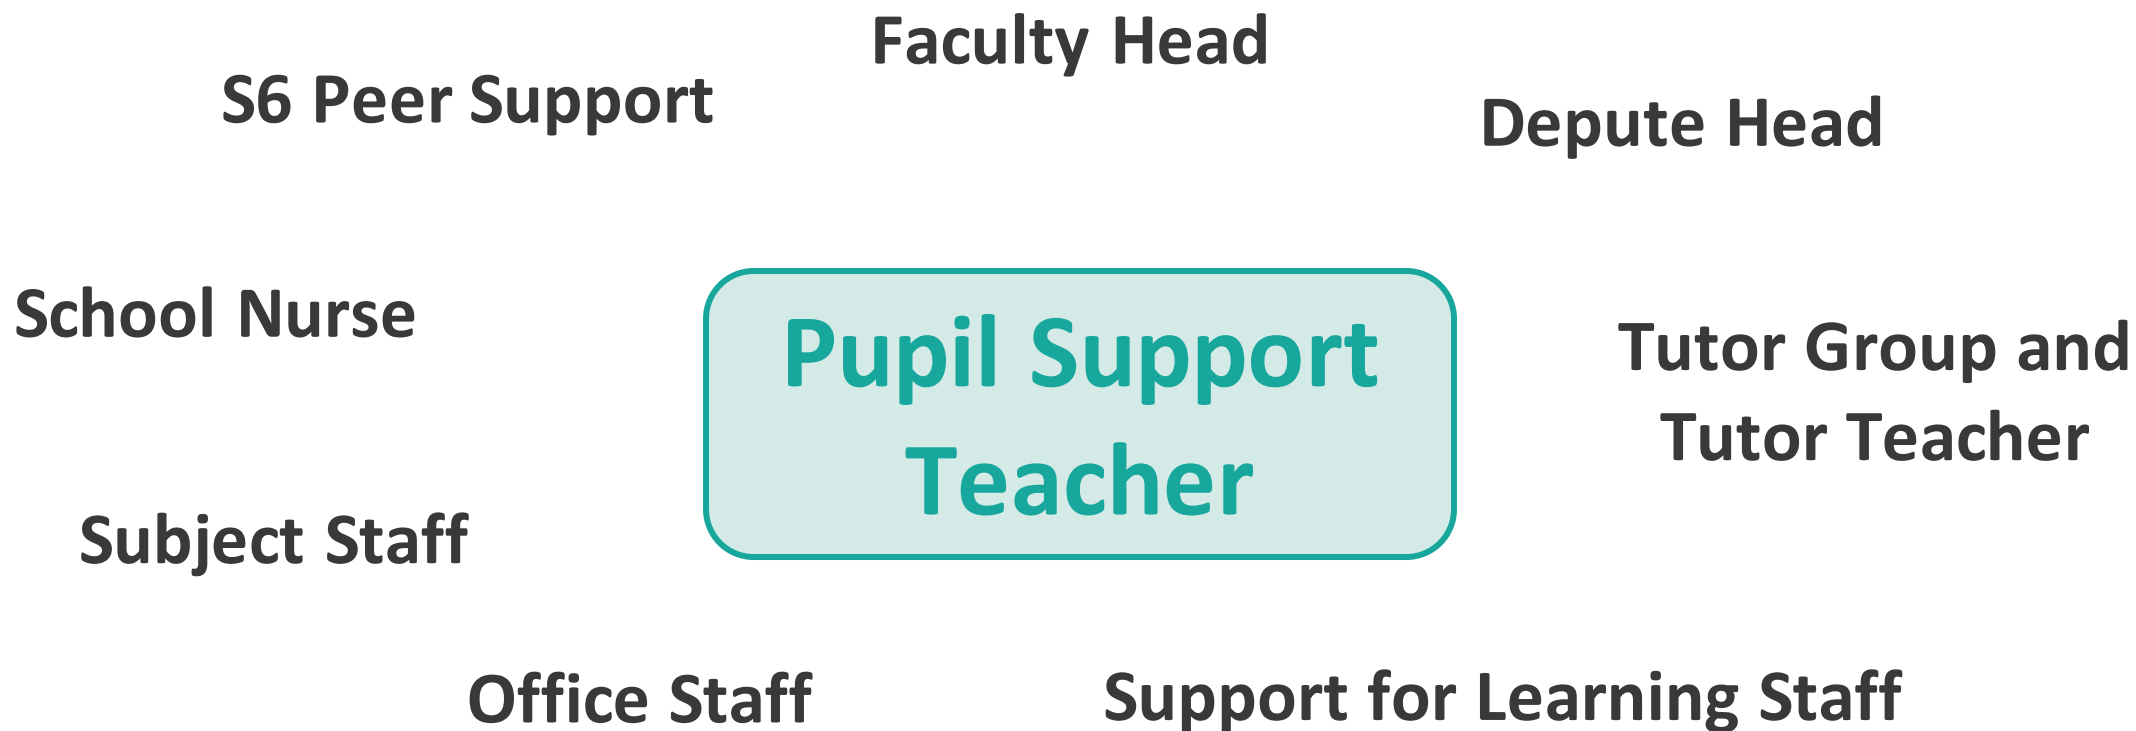 Faculty Head
S6 Peer Support
Depute Head
School Nurse
Pupil Support
Teacher
Tutor Group and
Tutor Teacher
Subject Staff
Office Staff
Support for Learning Staff